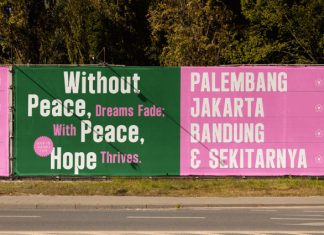 Without
Peace, Dreams Fade;
With Peace,
Hope Thrives.
PALEMBANG
JAKARTA
BANDUNG
& SEKITARNYA